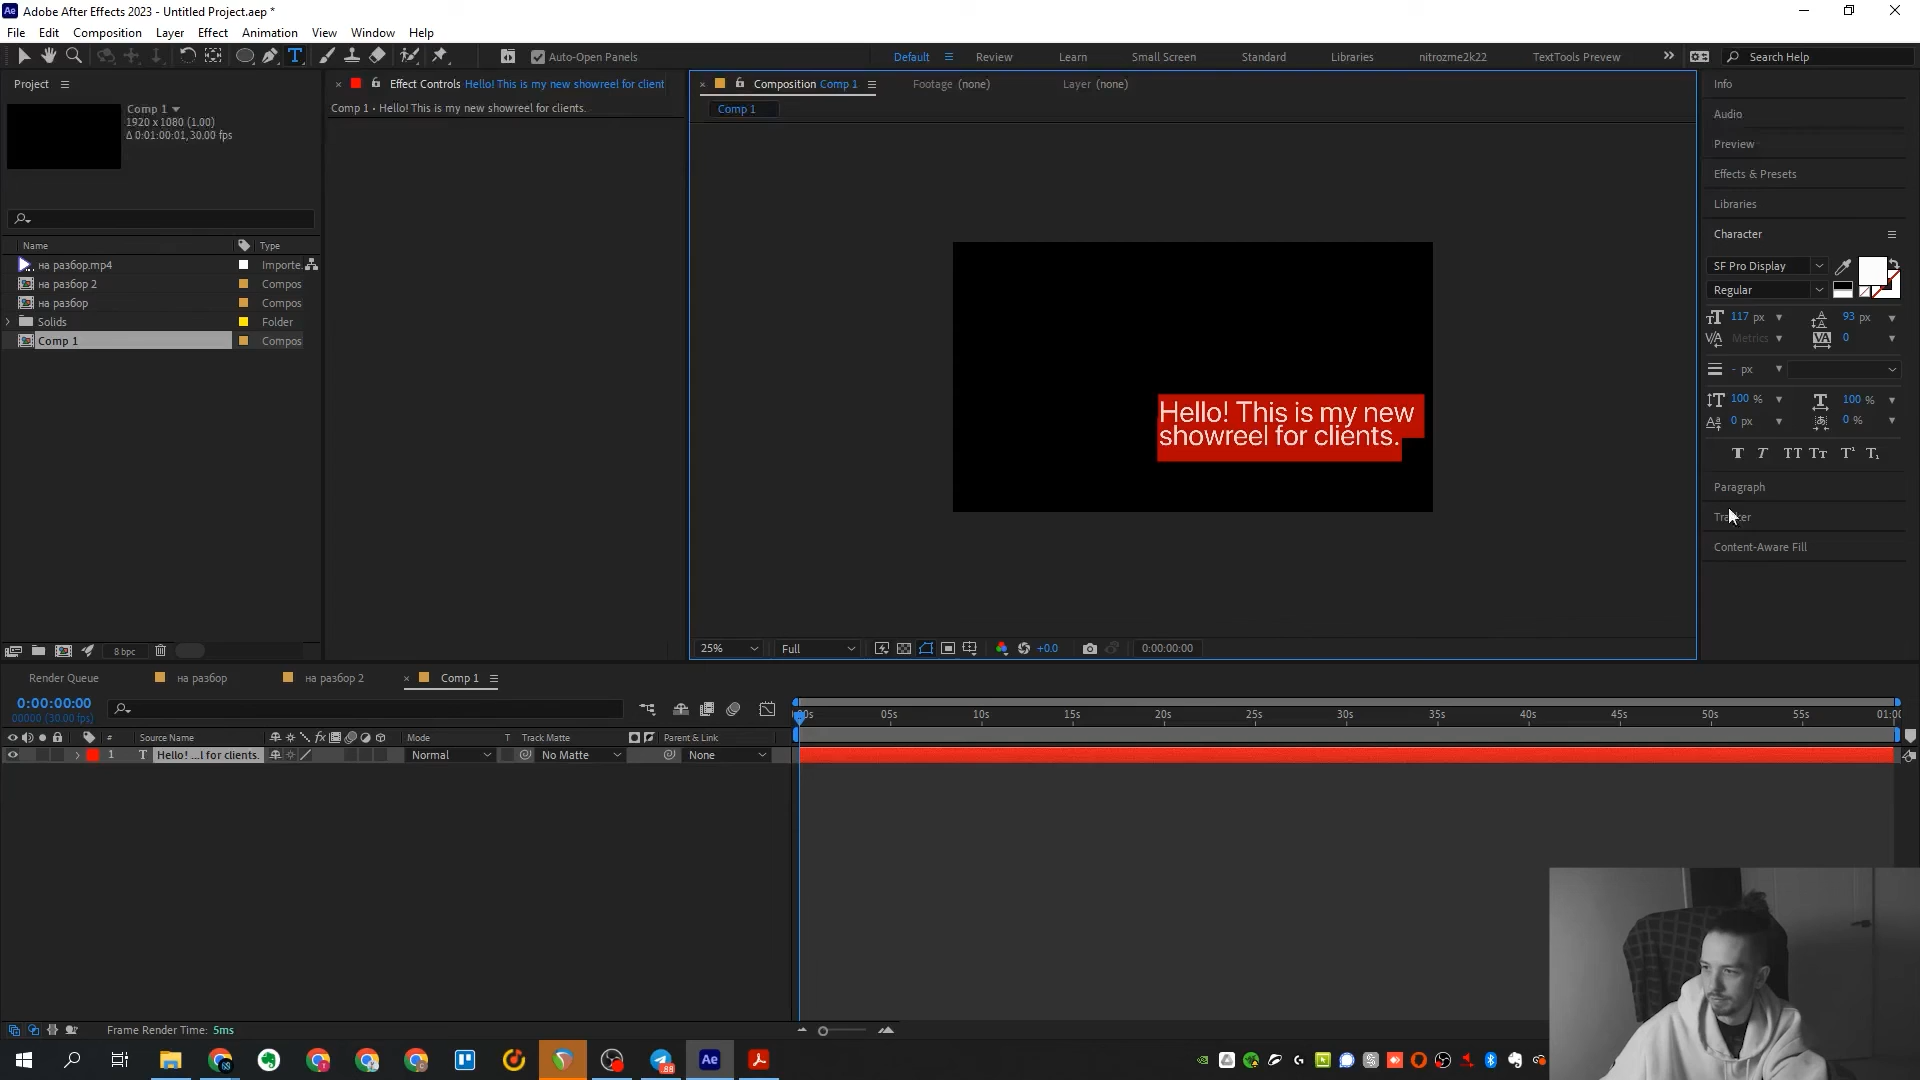 Adobe After Effects 2023 - Untitled Project.aep *
File Edit Composition Layer Effect Animation View Window Help
Auto-Open Panels
Default Review Learn Small Screen Standard Libraries nitrozme2k22 TextTools Preview Search Help
Project
Comp 1
1920 x 1080 (1.00)
Δ 0:01:00:01, 30.00 fps
Name Type
на разбор.mp4 Importe
на разбор 2 Compos
на разбор Compos
Solids Folder
Comp 1 Compos
8 bpc
Effect Controls Hello! This is my new showreel for client
Comp 1 • Hello! This is my new showreel for clients.
Composition Comp 1
Footage (none)
Layer (none)
Comp 1
Hello! This is my new
showreel for clients.
25% Full +0.0 0:00:00:00
Info
Audio
Preview
Effects & Presets
Libraries
Character
SF Pro Display
Regular
117 px 93 px
Metrics 0
- px
100 % 100 %
0 px 0 %
Paragraph
Content-Aware Fill
Render Queue на разбор на разбор 2 Comp 1
0:00:00:00
00000 (30.00 fps)
05s 10s 15s 20s 25s 30s 35s 40s 45s 50s 55s 01:00
# Source Name Mode T Track Matte Parent & Link
1 T Hello! ...l for clients. Normal No Matte None
Frame Render Time: 5ms
Ae